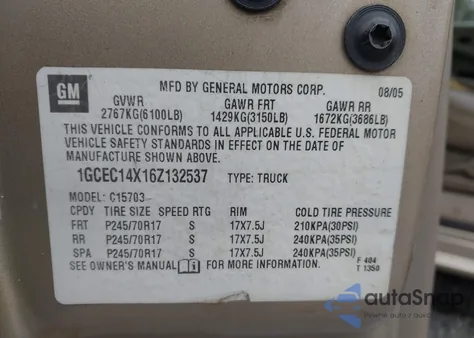 GM
MFD BY GENERAL MOTORS CORP. 08/05
GVWR GAWR FRT GAWR RR
2767KG(6100LB) 1429KG(3150LB) 1672KG(3686LB)
THIS VEHICLE CONFORMS TO ALL APPLICABLE U.S. FEDERAL MOTOR
VEHICLE SAFETY STANDARDS IN EFFECT ON THE DATE OF
MANUFACTURE SHOWN ABOVE.
1GCEC14X16Z132537 TYPE: TRUCK
MODEL: C15703
CPDY TIRE SIZE SPEED RTG RIM COLD TIRE PRESSURE
FRT P245/70R17 S 17X7.5J 210KPA(30PSI)
RR P245/70R17 S 17X7.5J 240KPA(35PSI)
SPA P245/70R17 S 17X7.5J 240KPA(35PSI)
SEE OWNER'S MANUAL FOR MORE INFORMATION.
F 404
T 1350
autoSnap